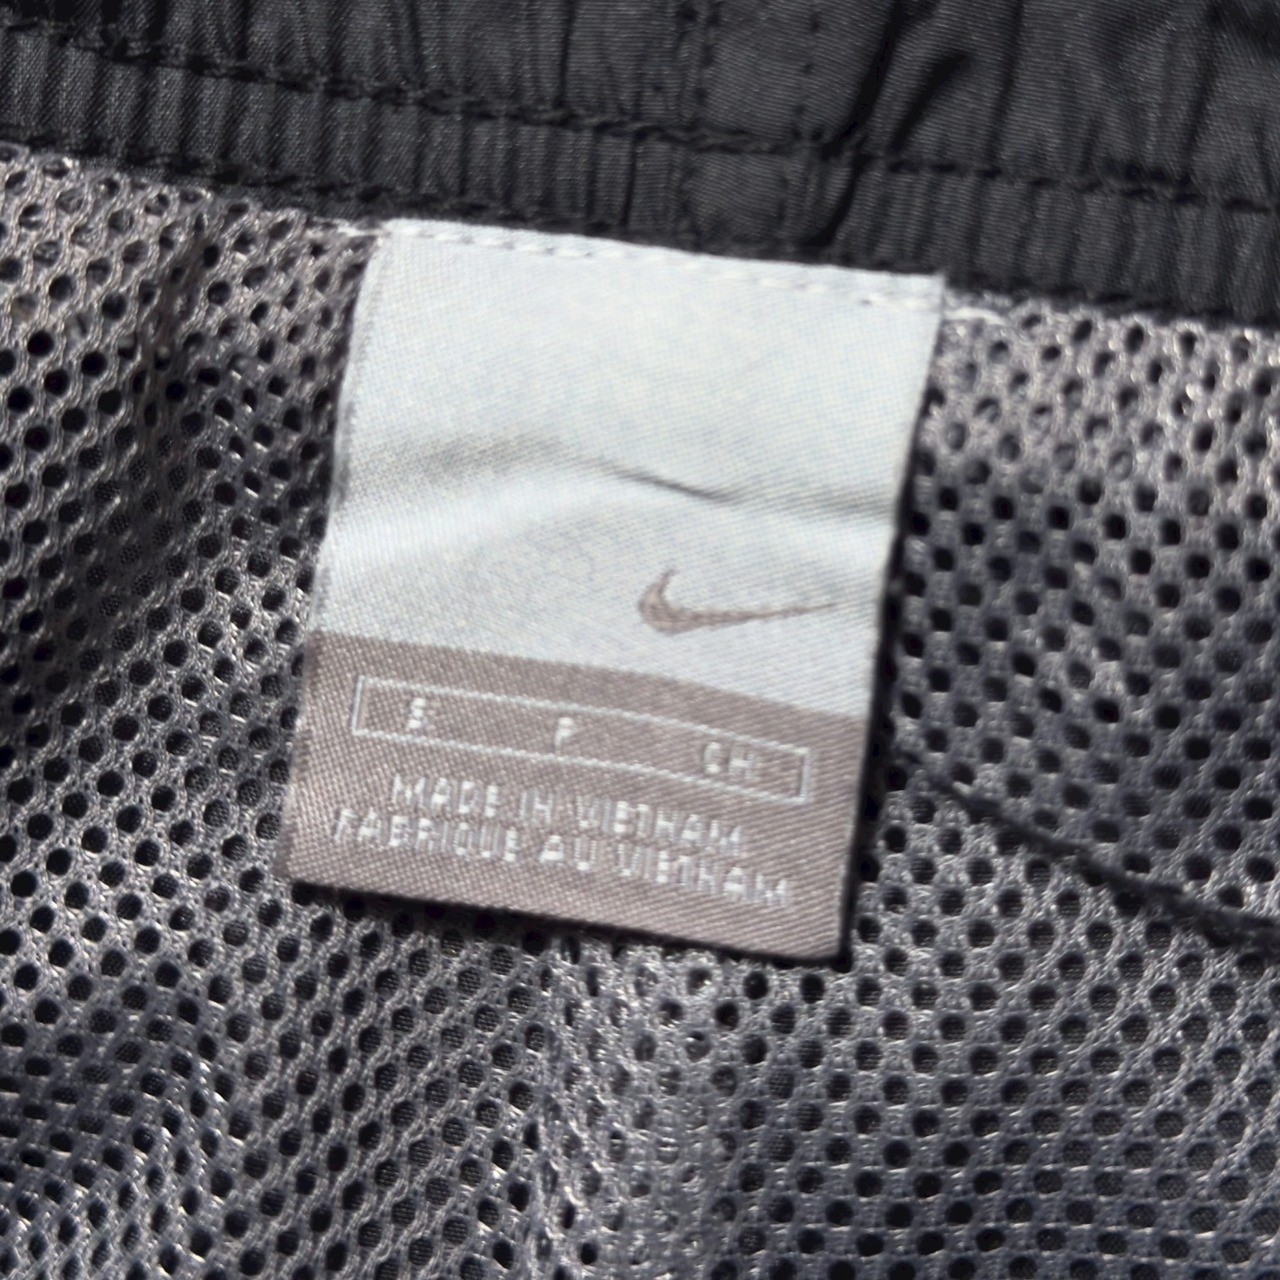 S P CH
MADE IN VIETNAM
FABRIQUE AU VIETNAM